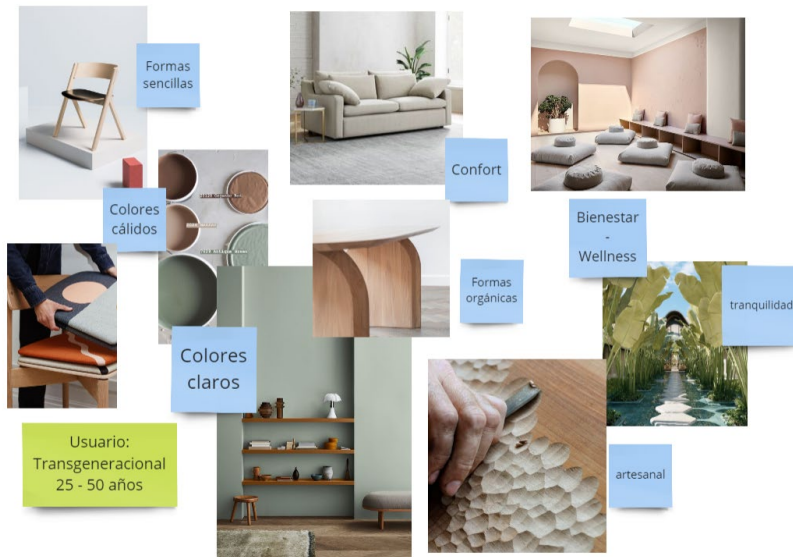 Formas
sencillas
Colores
cálidos
Confort
Bienestar
-
Wellness
Formas
orgánicas
tranquilidad
Colores
claros
Usuario:
Transgeneracional
25 - 50 años
artesanal